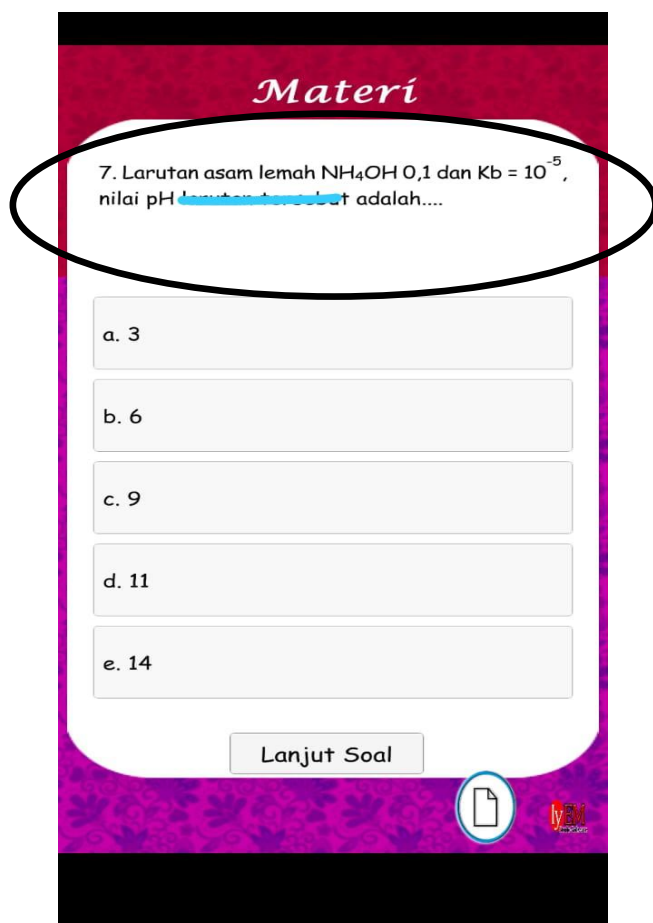 Materi
7. Larutan asam lemah NH₄OH 0,1 dan Kb = 10⁻⁵,
nilai pH adalah....
a. 3
b. 6
c. 9
d. 11
e. 14
Lanjut Soal